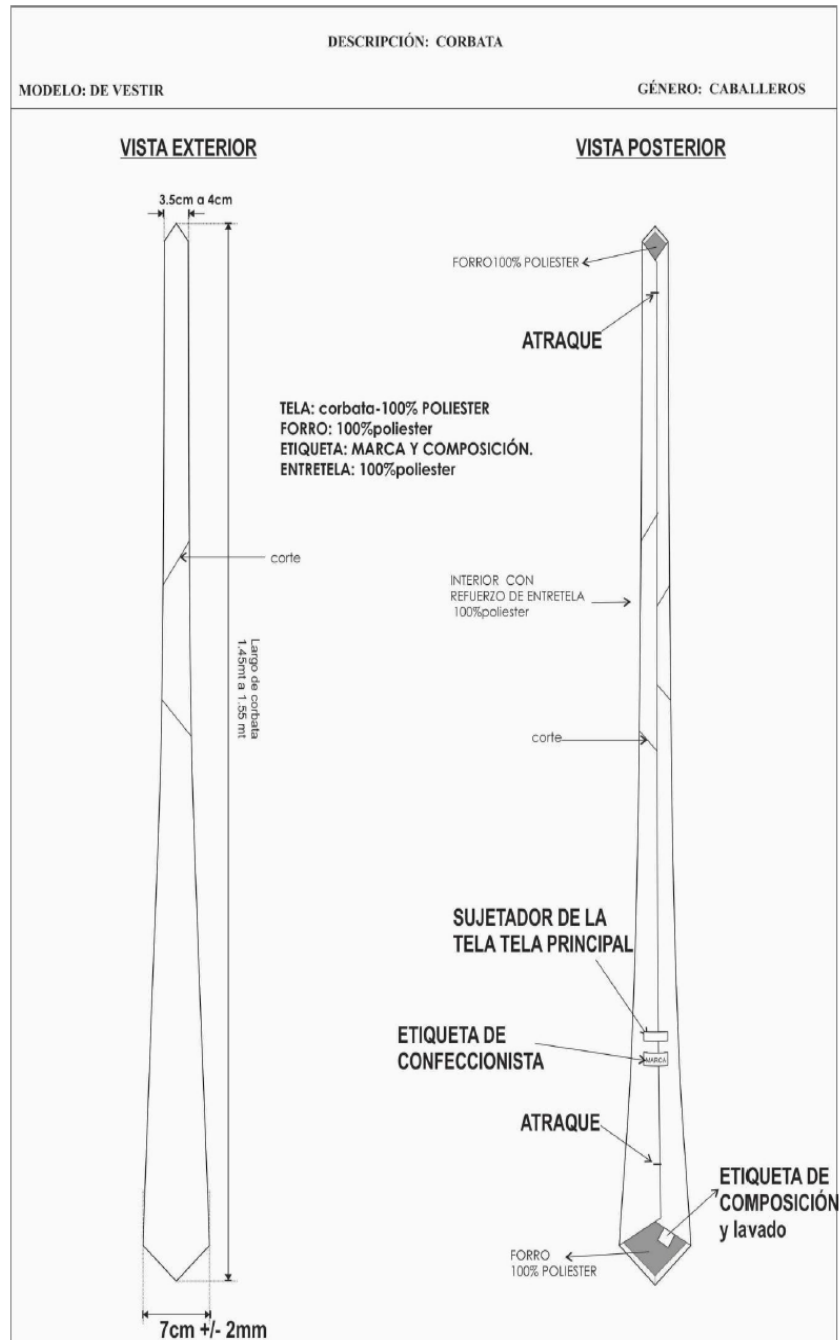 DESCRIPCIÓN: CORBATA
MODELO: DE VESTIR
GÉNERO: CABALLEROS
VISTA EXTERIOR
VISTA POSTERIOR
3.5cm a 4cm
FORRO100% POLIESTER
ATRAQUE
TELA: corbata-100% POLIESTER
FORRO: 100%poliester
ETIQUETA: MARCA Y COMPOSICIÓN.
ENTRETELA: 100%poliester
corte
INTERIOR CON
REFUERZO DE ENTRETELA
100%poliester
Largo de corbata
1.45mt a 1.55 mt
corte
SUJETADOR DE LA
TELA TELA PRINCIPAL
ETIQUETA DE
CONFECCIONISTA
MARCA
ATRAQUE
ETIQUETA DE
COMPOSICIÓN
y lavado
FORRO
100% POLIESTER
7cm +/- 2mm